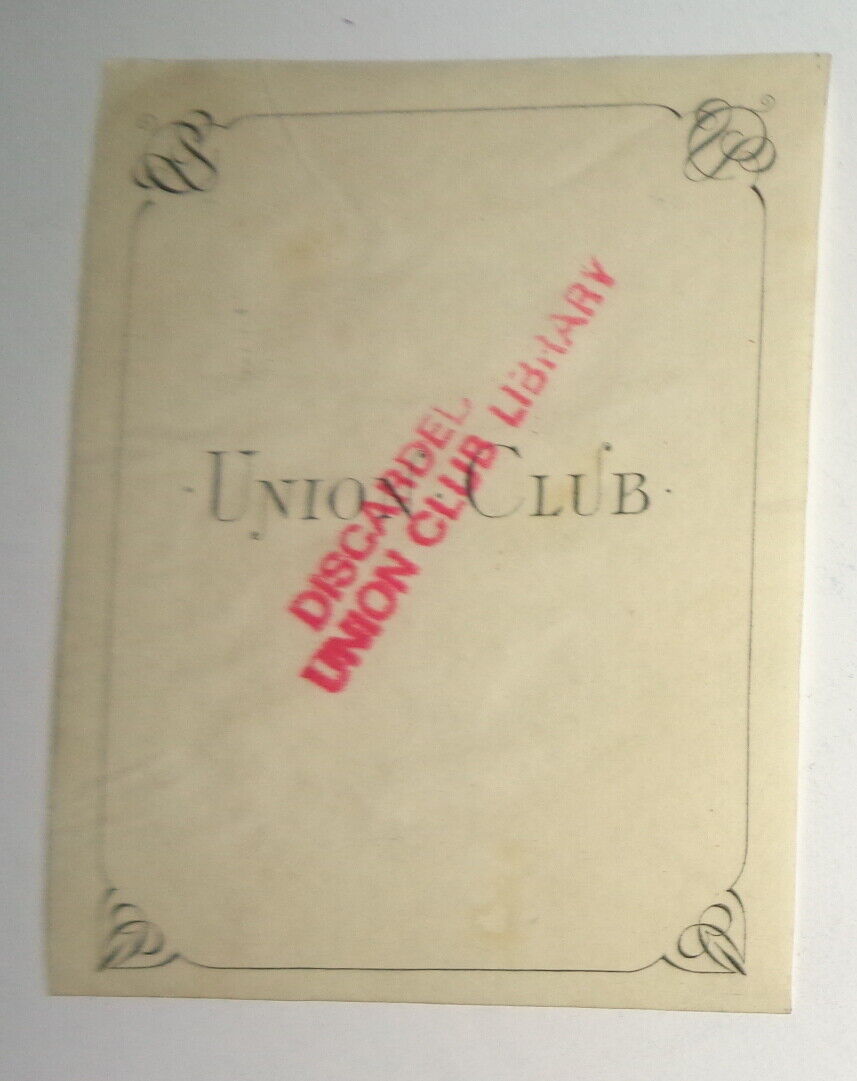 · UNION · CLUB ·
DISCARDED
UNION CLUB LIBRARY